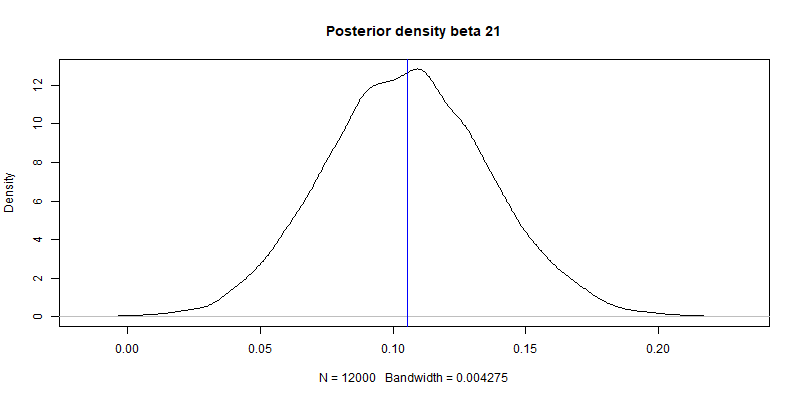 Posterior density beta 21
Density
0 2 4 6 8 10 12
0.00 0.05 0.10 0.15 0.20
N = 12000 Bandwidth = 0.004275